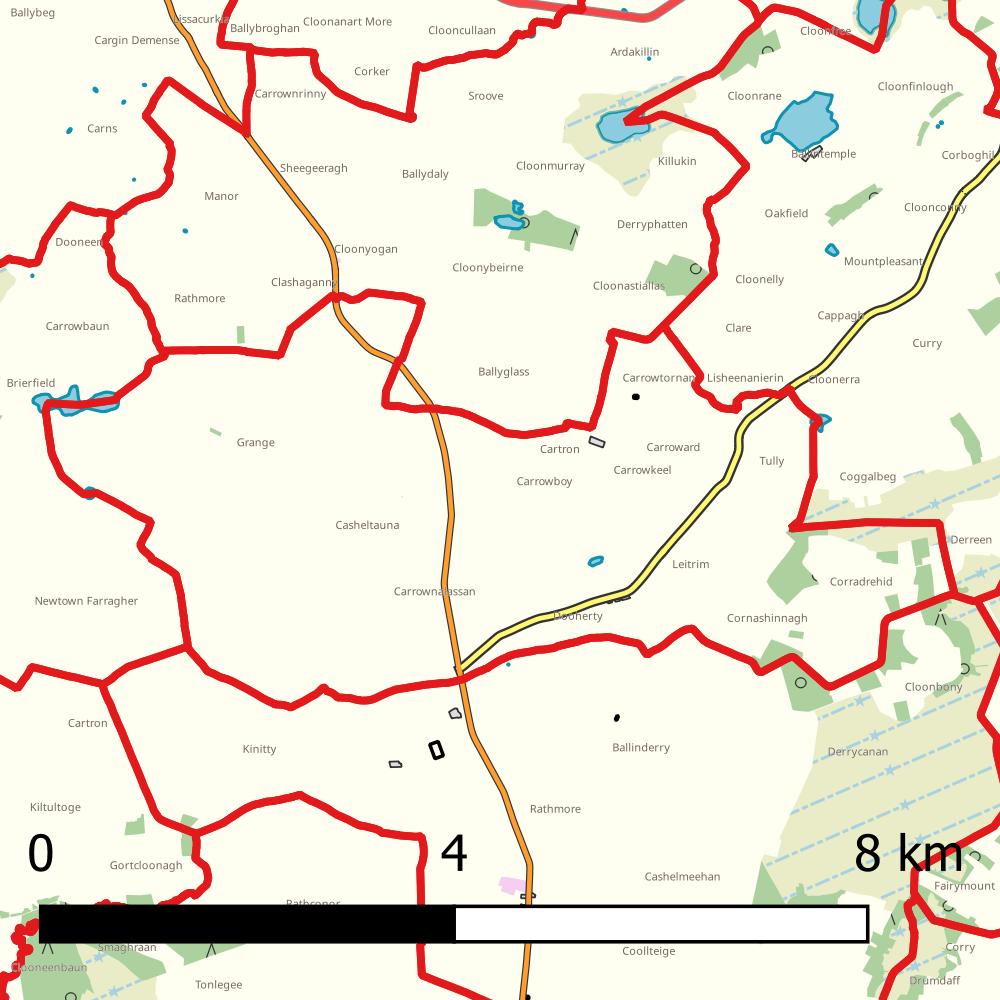 Ballybeg
Lissacurkia
Ballybroghan
Cloonanart More
Clooncullaan
Cloonfree
Cargin Demense
Ardakillin
Corker
Carrownrinny
Sroove
Cloonrane
Cloonfinlough
Carns
Ballintemple
Corboghil
Sheegeeragh
Ballydaly
Cloonmurray
Killukin
Manor
Oakfield
Cloonconny
Derryphatten
Dooneen
Cloonyogan
Mountpleasant
Cloonybeirne
Clashaganny
Cloonastiallas
Cloonelly
Rathmore
Cappagh
Carrowbaun
Clare
Curry
Brierfield
Ballyglass
Carrowtornan
Lisheenanierin
Cloonerra
Grange
Cartron
Carroward
Tully
Carrowkeel
Carrowboy
Coggalbeg
Casheltauna
Derreen
Leitrim
Corradrehid
Carrownalassan
Newtown Farragher
Dooherty
Cornashinnagh
Cloonbony
Cartron
Kinitty
Ballinderry
Derrycanan
Kiltultoge
Rathmore
0 4 8 km
Gortcloonagh
Cashelmeehan
Fairymount
Rathconor
Smaghraan
Coollteige
Corry
Clooneenbaun
Tonlegee
Drumdaff